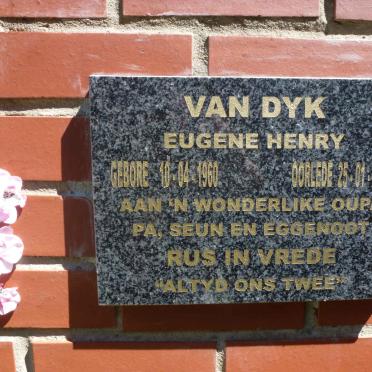 VAN DYK
EUGENE HENRY
GEBORE 10-04-1960 OORLEDE 25-01-
AAN 'N WONDERLIKE OUPA
PA, SEUN EN EGGENOOT
RUS IN VREDE
"ALTYD ONS TWEE"